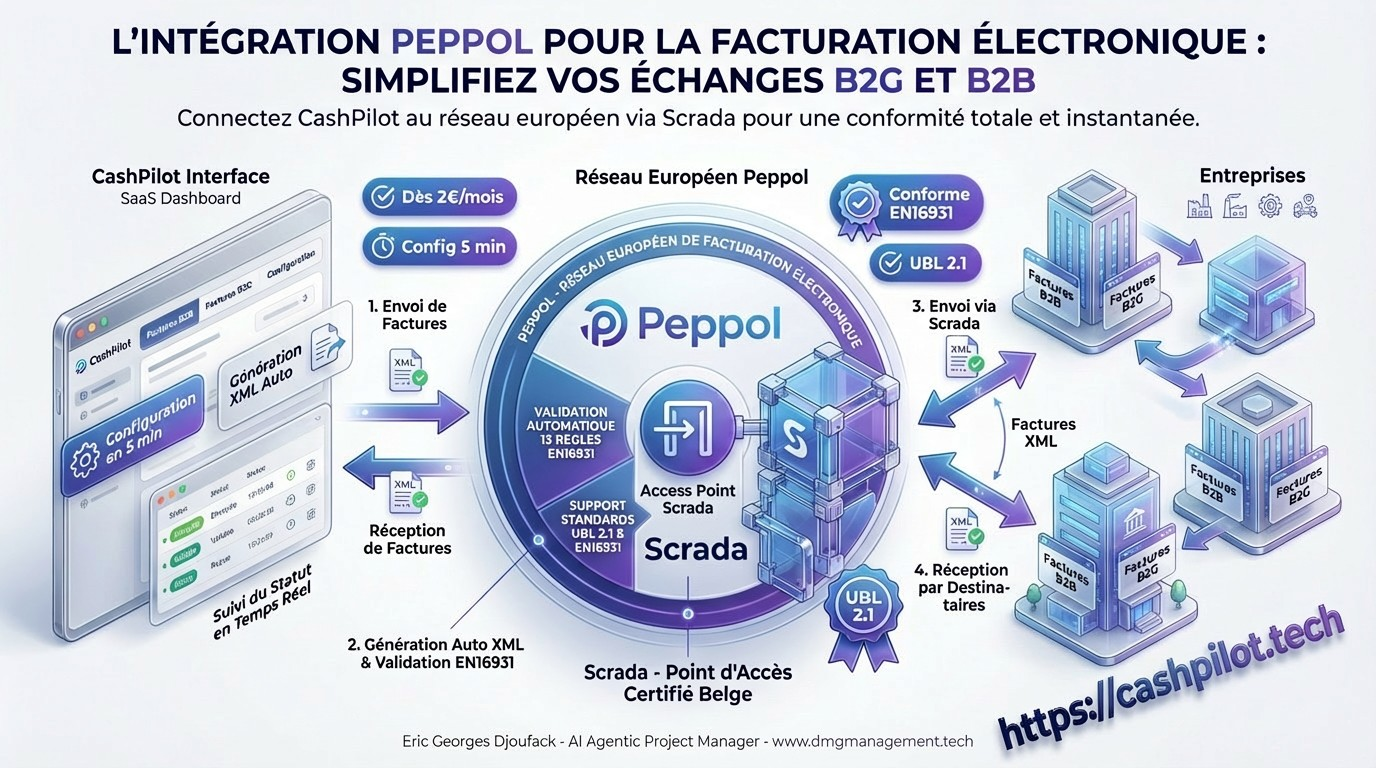 L'INTÉGRATION PEPPOL POUR LA FACTURATION ÉLECTRONIQUE :
SIMPLIFIEZ VOS ÉCHANGES B2G ET B2B
Connectez CashPilot au réseau européen via Scrada pour une conformité totale et instantanée.
CashPilot Interface
SaaS Dashboard
CashPilot
Factures B2C
Configuration
Génération
XML Auto
Configuration
en 5 min
Suivi du Statut
en Temps Réel
Dès 2€/mois
Config 5 min
1. Envoi de
Factures
XML
XML
Réception
de Factures
2. Génération Auto XML
& Validation EN16931
Réseau Européen Peppol
PEPPOL - RÉSEAU EUROPÉEN DE FACTURATION ÉLECTRONIQUE
Peppol
VALIDATION
AUTOMATIQUE
13 RÈGLES
EN16931
SUPPORT
STANDARDS
UBL 2.1 &
EN16931
Access Point
Scrada
Scrada
S
Scrada - Point d'Accès
Certifié Belge
Conforme
EN16931
UBL 2.1
UBL
2.1
3. Envoi via
Scrada
XML
Factures
XML
XML
4. Réception
par Destina-
taires
Entreprises
Factures
B2B
Factures
B2G
Factures
B2B
Factures
B2G
Factures
B2B
Factures
B2G
https://cashpilot.tech
Eric Georges Djoufack - AI Agentic Project Manager - www.dmgmanagement.tech